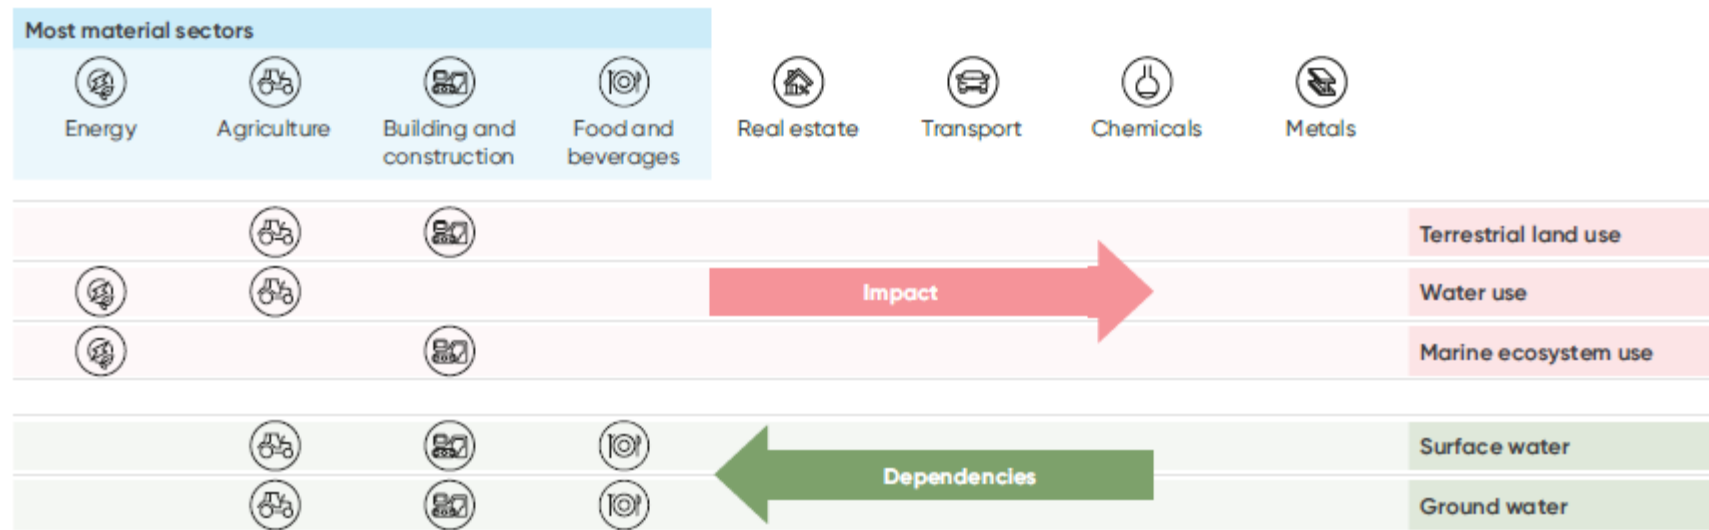 Most material sectors
Energy
Agriculture
Building and
construction
Food and
beverages
Real estate
Transport
Chemicals
Metals
Terrestrial land use
Impact
Water use
Marine ecosystem use
Surface water
Dependencies
Ground water